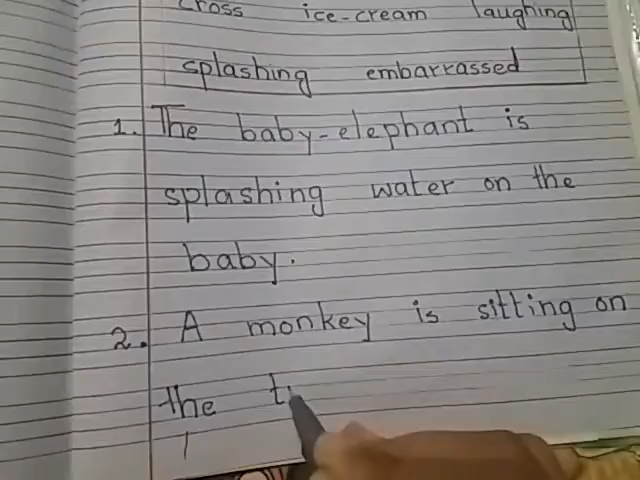 cross ice-cream laughing
splashing embarrassed
1. The baby-elephant is
splashing water on the
baby.
2. A monkey is sitting on
the